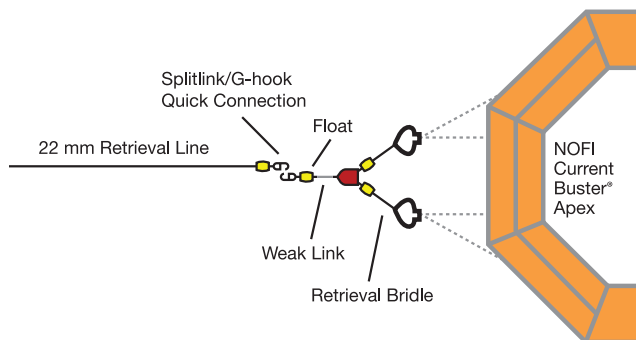 Splitlink/G-hook
Quick Connection
Float
22 mm Retrieval Line
NOFI
Current
Buster®
Apex
Weak Link
Retrieval Bridle